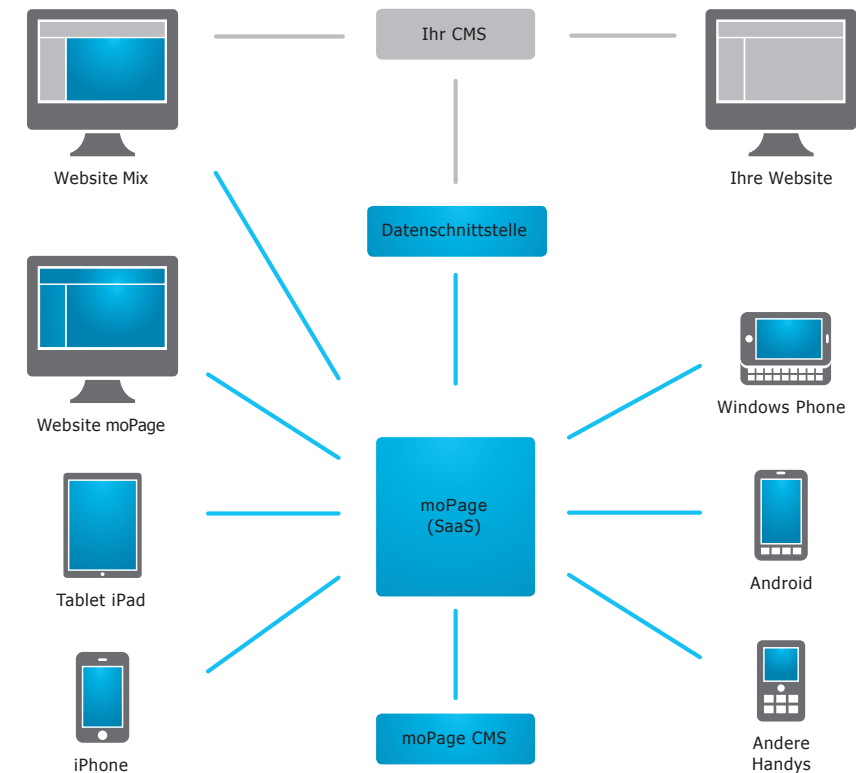 Ihr CMS
Website Mix
Ihre Website
Datenschnittstelle
Website moPage
Windows Phone
moPage
(SaaS)
Tablet iPad
Android
moPage CMS
iPhone
Andere
Handys